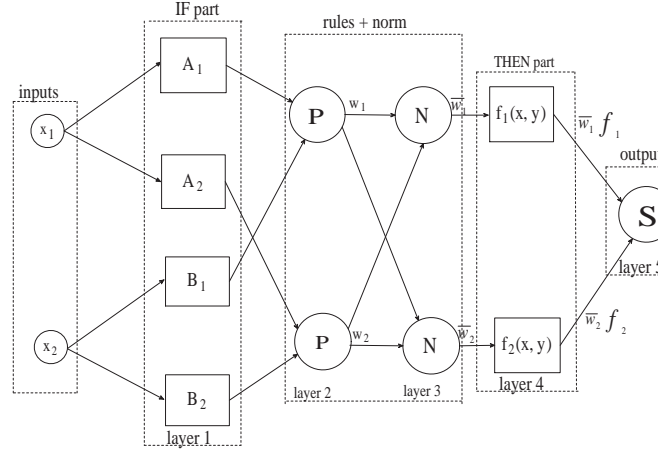 IF part
rules + norm
THEN part
inputs
output
A1
A2
B1
B2
x1
x2
P
P
w1
w2
N
N
w̅1
w̅2
f1(x, y)
f2(x, y)
w̅1 f1
w̅2 f2
S
layer 1
layer 2
layer 3
layer 4
layer 5